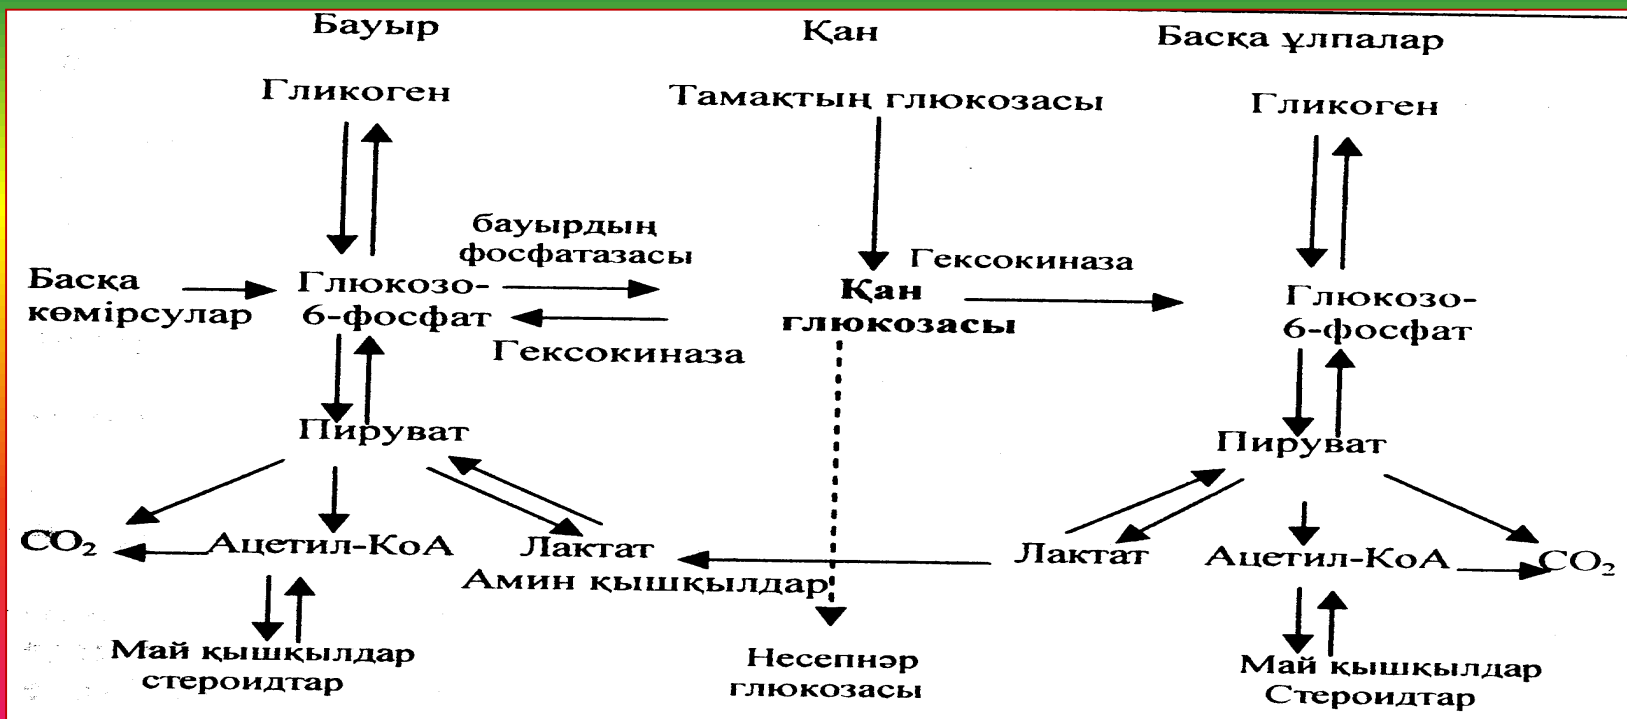 Бауыр
Қан
Басқа ұлпалар
Гликоген
Тамақтың глюкозасы
Гликоген
бауырдың
фосфатазасы
Гексокиназа
Басқа
көмірсулар
Глюкозо-
6-фосфат
Қан
глюкозасы
Глюкозо-
6-фосфат
Гексокиназа
Пируват
Пируват
CO₂
Ацетил-КоА
Лактат
Амин қышқылдар
Лактат
Ацетил-КоА
CO₂
Май қышқылдар
стероидтар
Несепнәр
глюкозасы
Май қышқылдар
Стероидтар